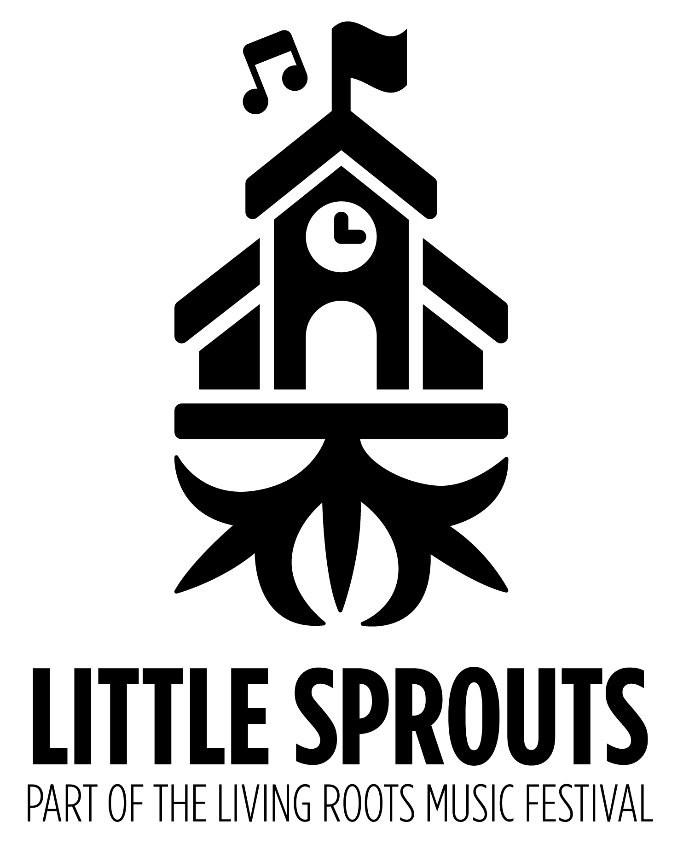 LITTLE SPROUTS
PART OF THE LIVING ROOTS MUSIC FESTIVAL